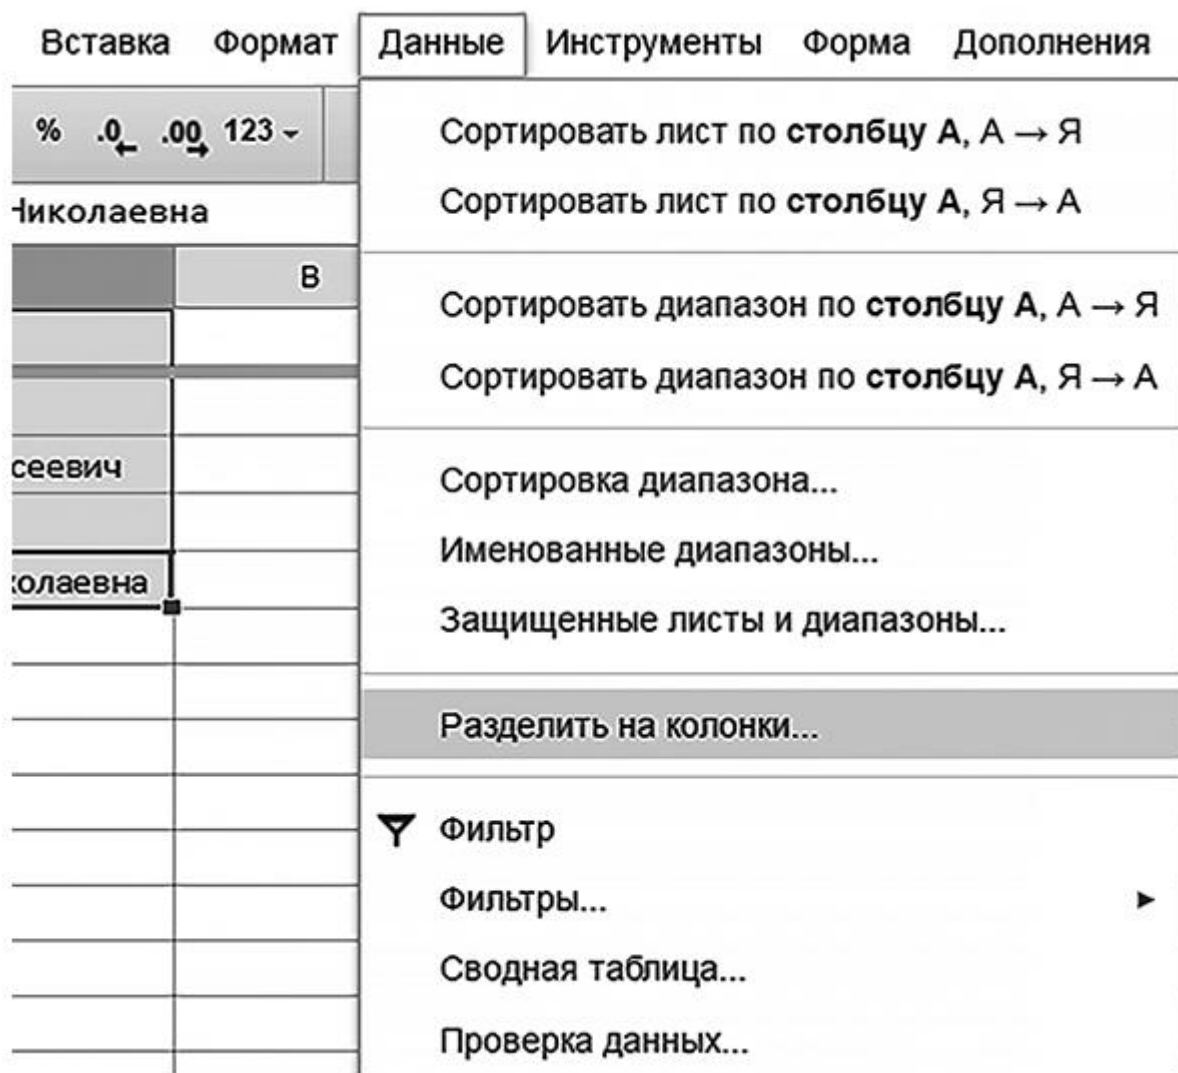 Вставка Формат Данные Инструменты Форма Дополнения
% .0 .00 123
Николаевна
B
сеевич
колаевна
Сортировать лист по столбцу A, А → Я
Сортировать лист по столбцу A, Я → А
Сортировать диапазон по столбцу A, А → Я
Сортировать диапазон по столбцу A, Я → А
Сортировка диапазона...
Именованные диапазоны...
Защищенные листы и диапазоны...
Разделить на колонки...
Фильтр
Фильтры...
Сводная таблица...
Проверка данных...